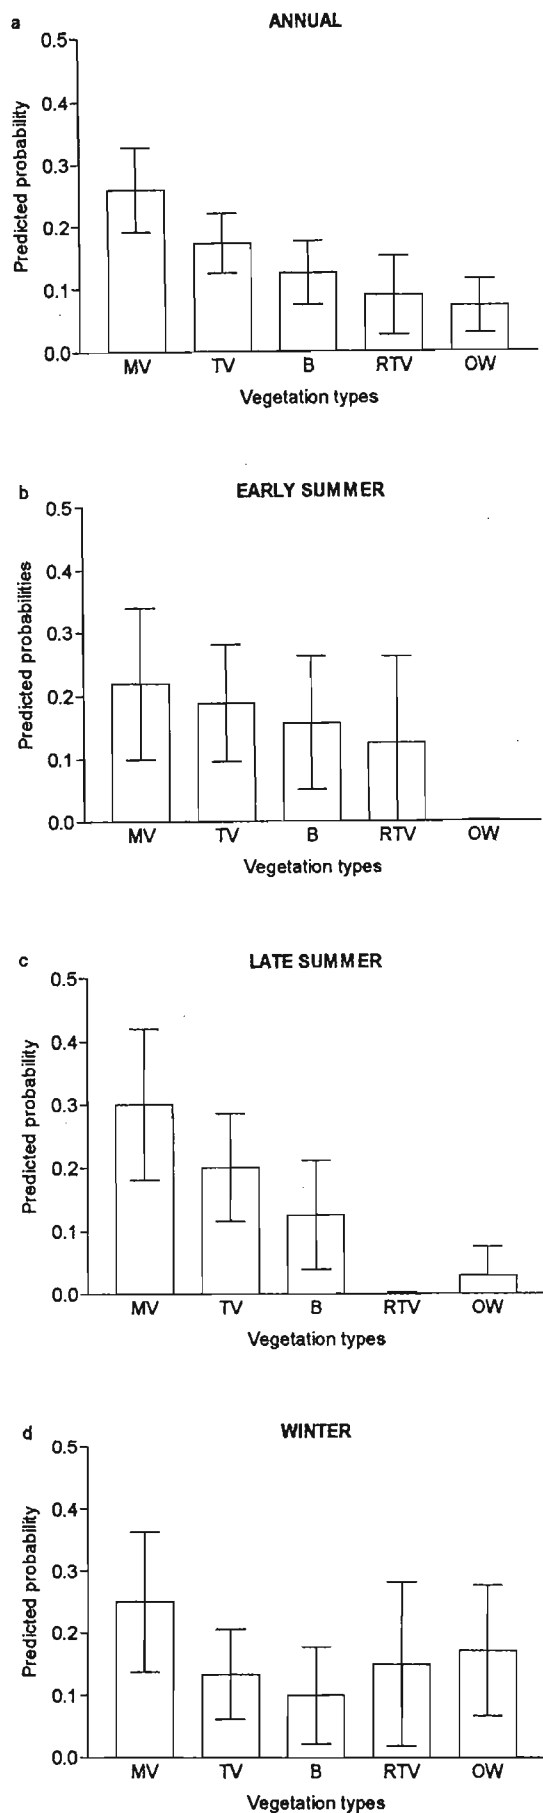 a
ANNUAL
Predicted probability
0.5
0.4
0.3
0.2
0.1
0.0
MV TV B RTV OW
Vegetation types
b
EARLY SUMMER
Predicted probabilities
0.5
0.4
0.3
0.2
0.1
0.0
MV TV B RTV OW
Vegetation types
c
LATE SUMMER
Predicted probability
0.5
0.4
0.3
0.2
0.1
0.0
MV TV B RTV OW
Vegetation types
d
WINTER
Predicted probability
0.5
0.4
0.3
0.2
0.1
0.0
MV TV B RTV OW
Vegetation types